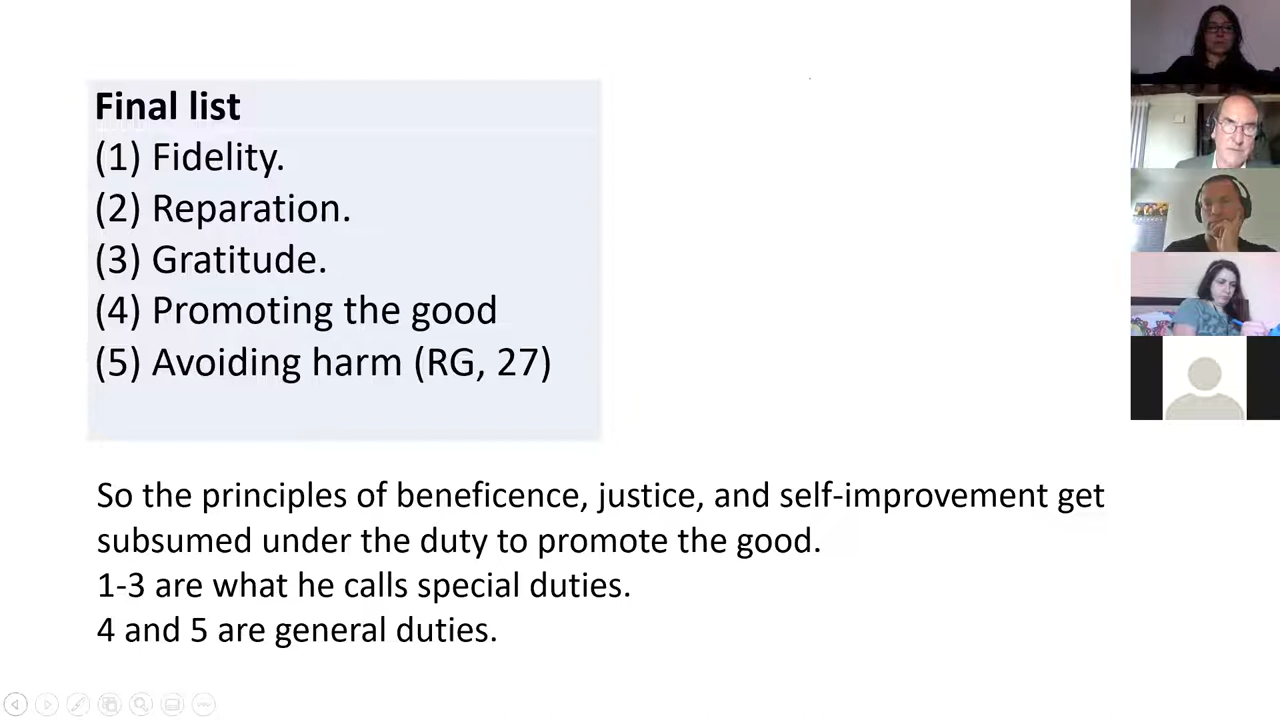 Final list
(1) Fidelity.
(2) Reparation.
(3) Gratitude.
(4) Promoting the good
(5) Avoiding harm (RG, 27)
So the principles of beneficence, justice, and self-improvement get
subsumed under the duty to promote the good.
1-3 are what he calls special duties.
4 and 5 are general duties.